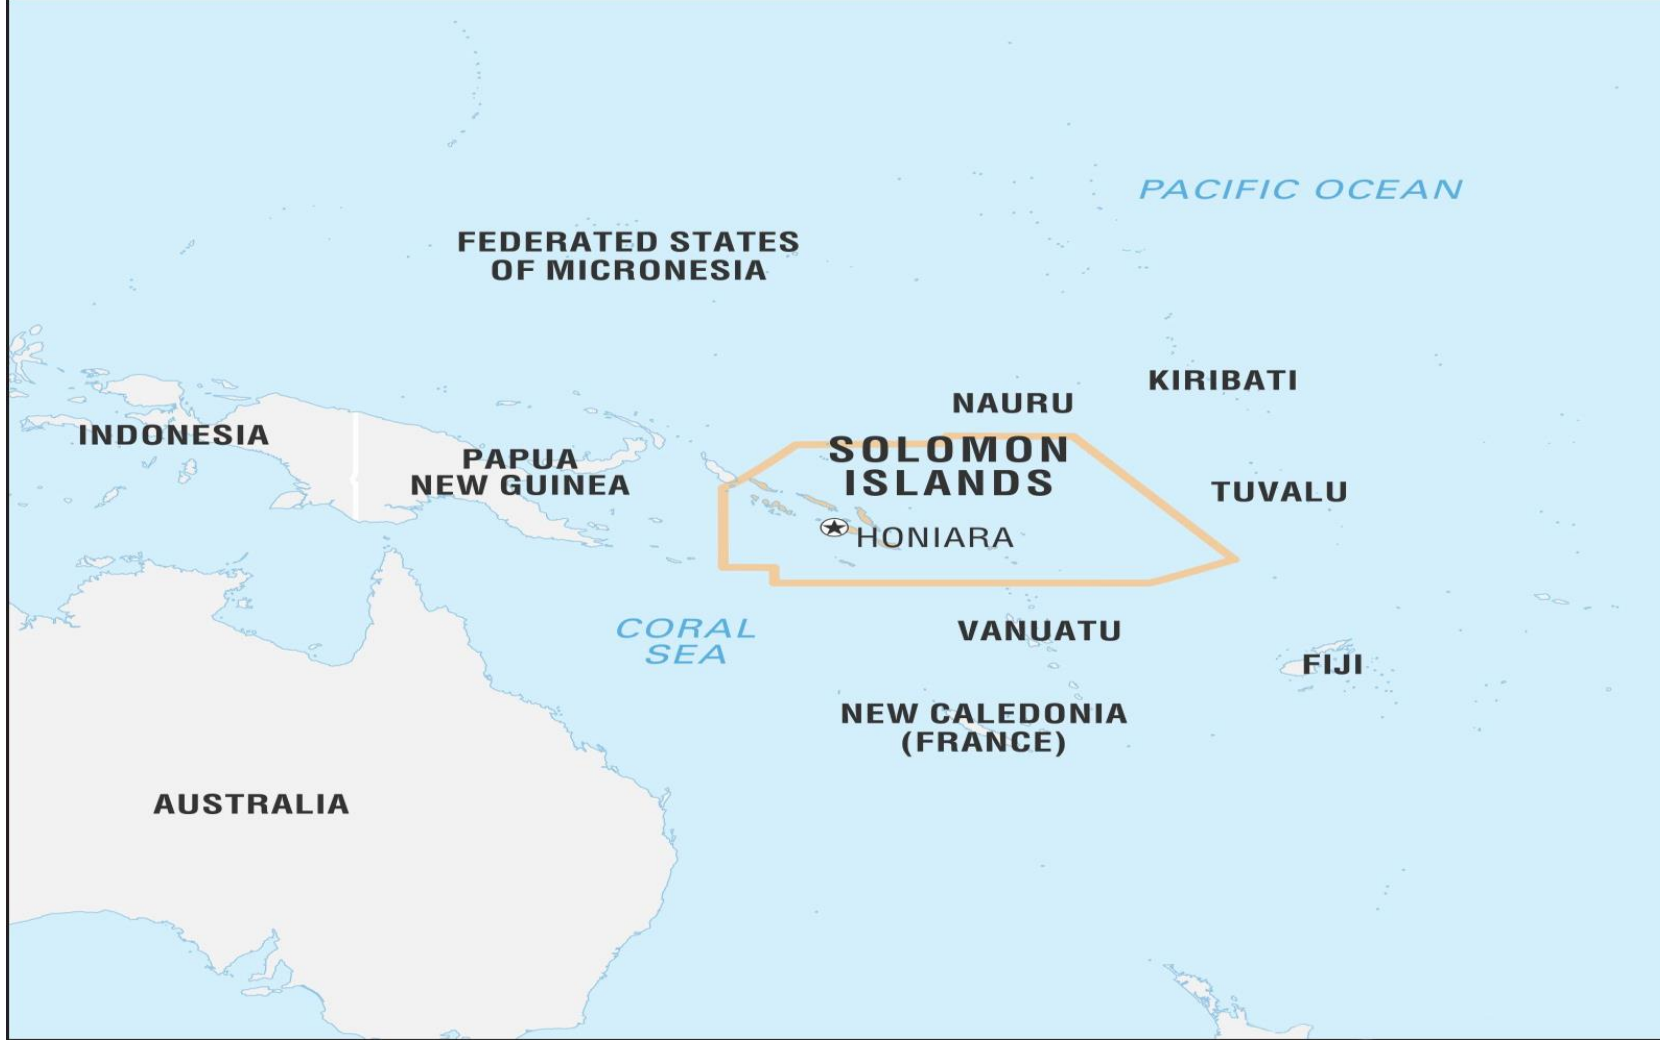 PACIFIC OCEAN
FEDERATED STATES
OF MICRONESIA
KIRIBATI
NAURU
INDONESIA
PAPUA
NEW GUINEA
SOLOMON
ISLANDS
TUVALU
HONIARA
CORAL
SEA
VANUATU
FIJI
NEW CALEDONIA
(FRANCE)
AUSTRALIA